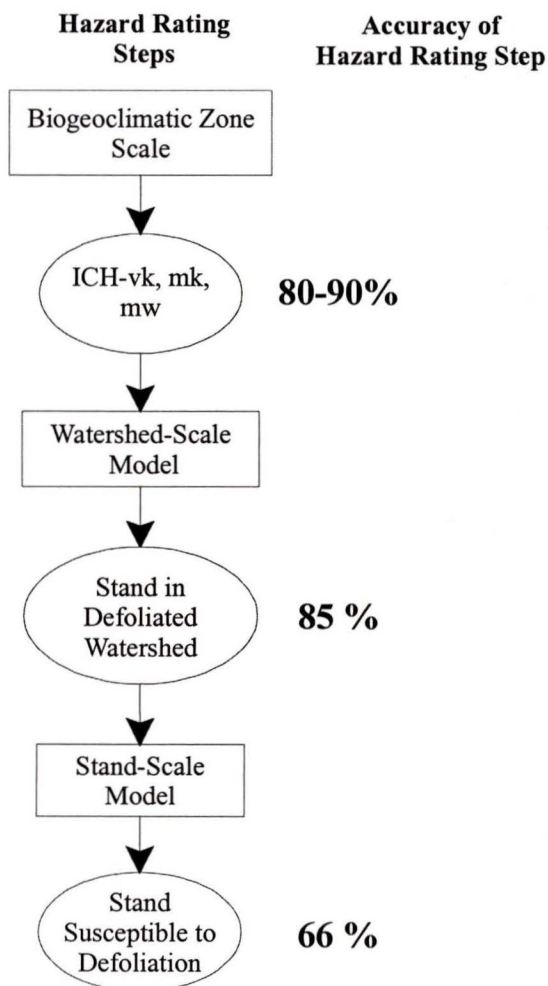 Hazard Rating
Steps
Accuracy of
Hazard Rating Step
Biogeoclimatic Zone
Scale
ICH-vk, mk,
mw
80-90%
Watershed-Scale
Model
Stand in
Defoliated
Watershed
85 %
Stand-Scale
Model
Stand
Susceptible to
Defoliation
66 %